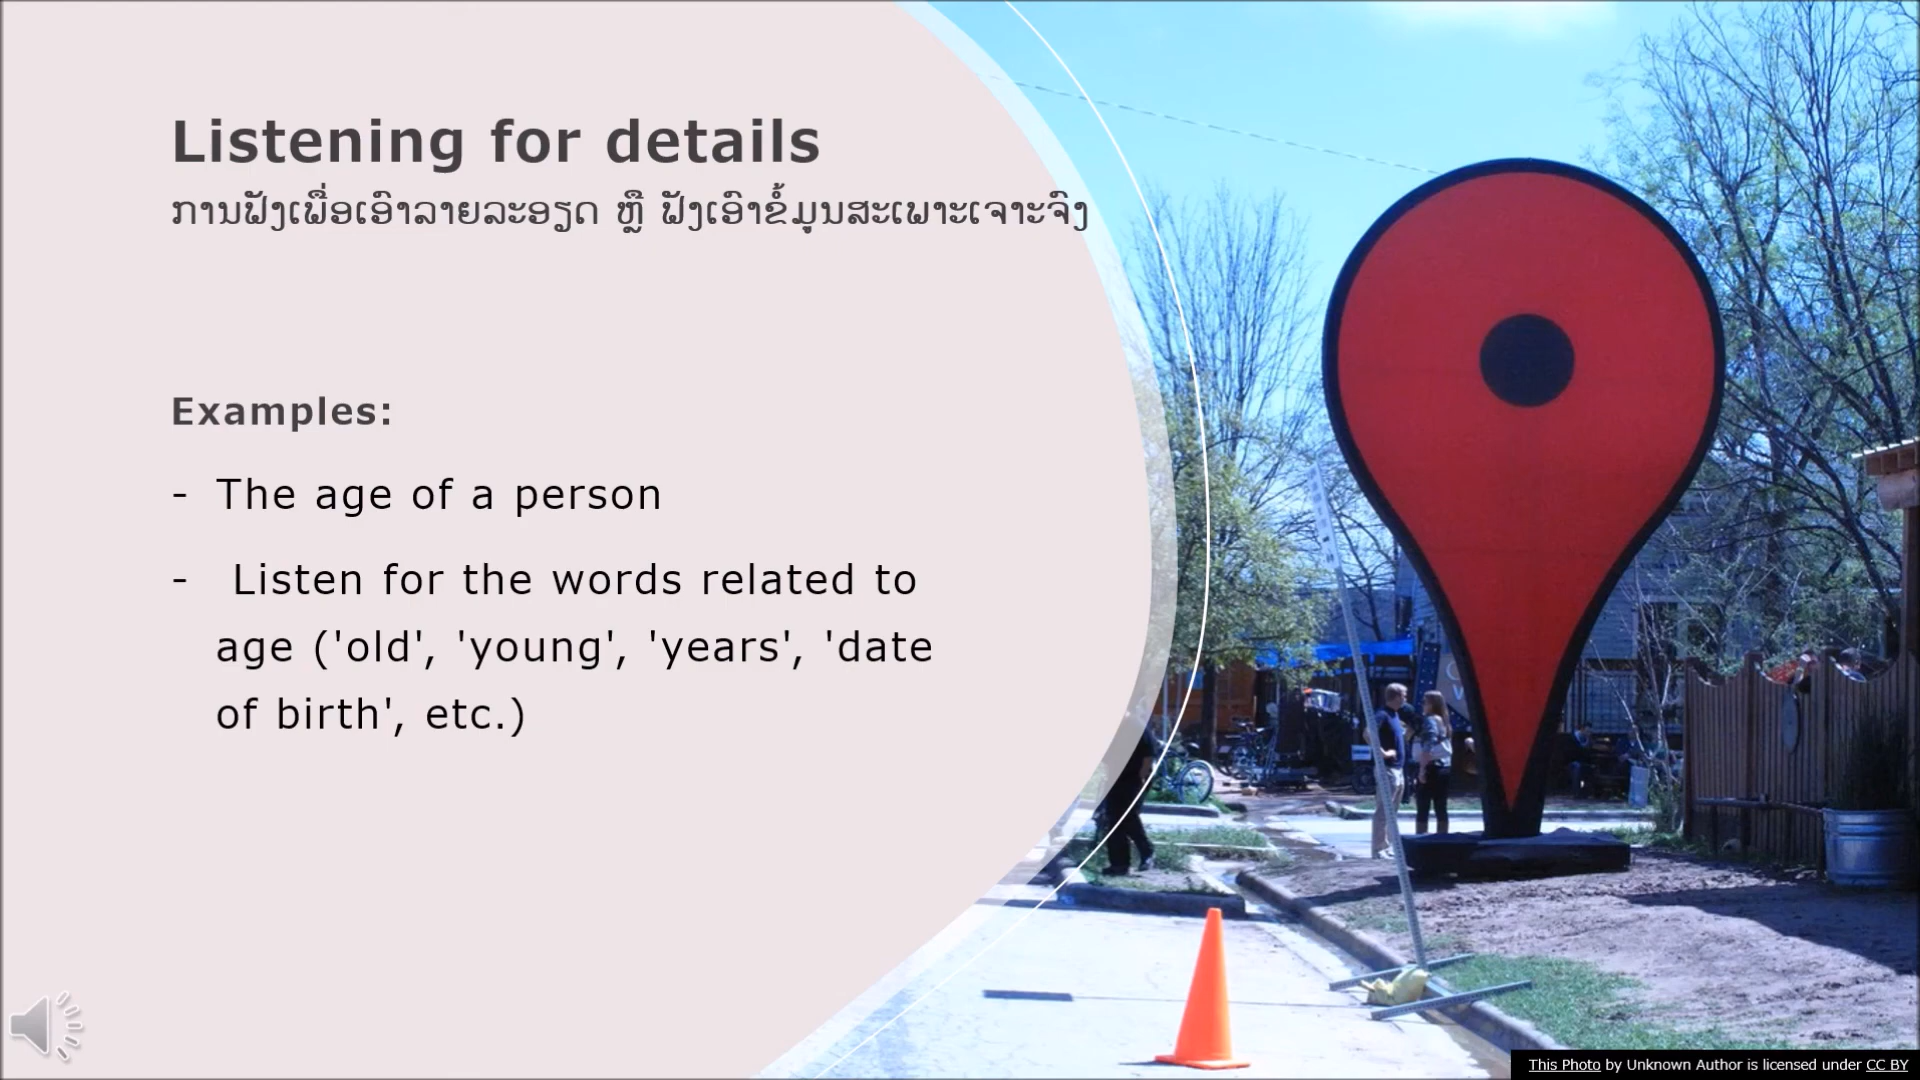 Listening for details
ການຟັງເພື່ອເອົາລາຍລະອຽດ ຫຼື ຟັງເອົາຂໍ້ມູນສະເພາະເຈາະຈົງ
Examples:
- The age of a person
- Listen for the words related to
age ('old', 'young', 'years', 'date
of birth', etc.)
This Photo by Unknown Author is licensed under CC BY